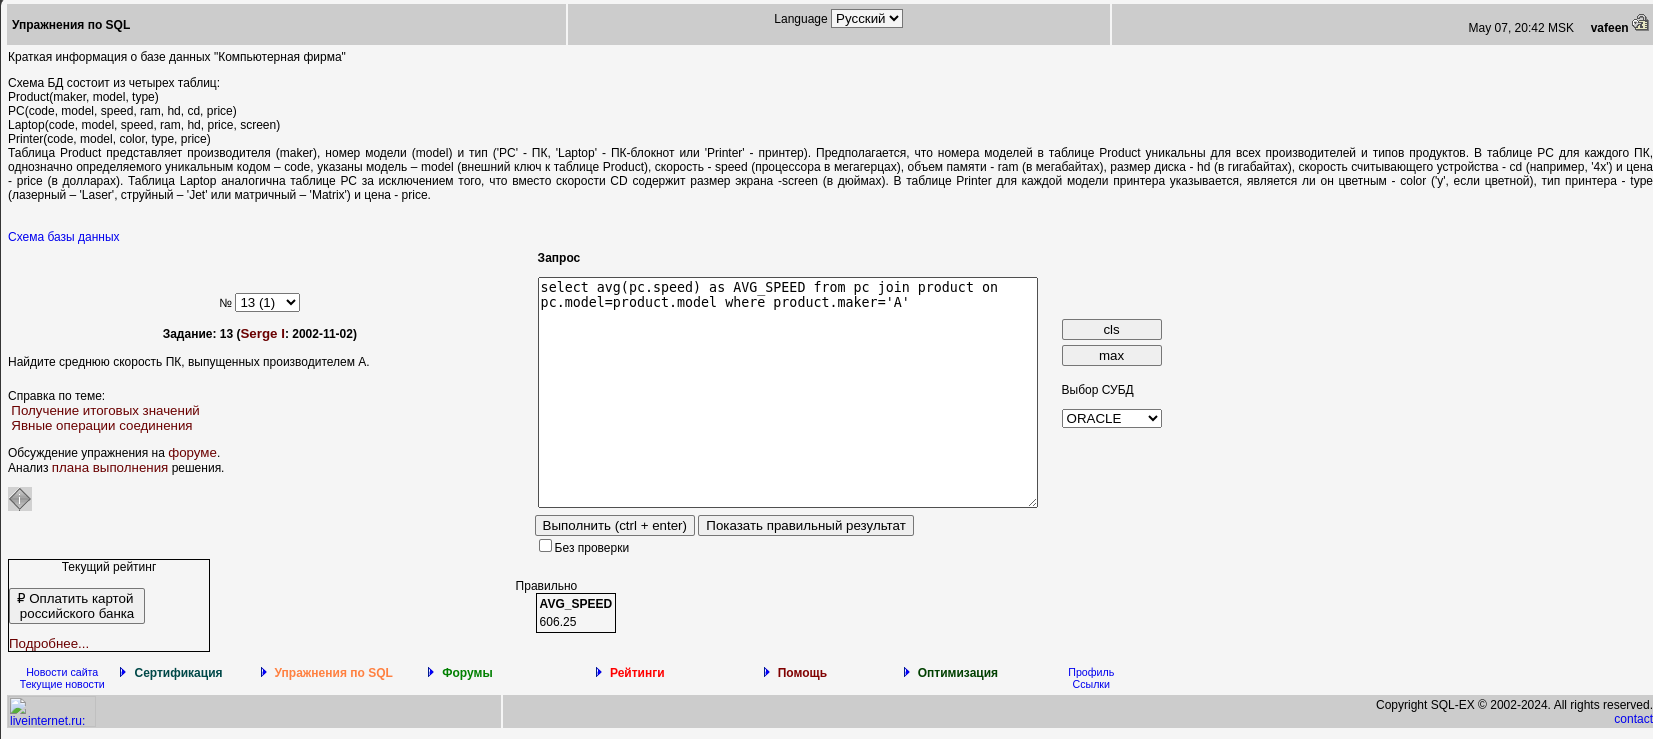 Упражнения по SQL
Language Русский
May 07, 20:42 MSK vafeen
Краткая информация о базе данных "Компьютерная фирма"
Схема БД состоит из четырех таблиц:
Product(maker, model, type)
PC(code, model, speed, ram, hd, cd, price)
Laptop(code, model, speed, ram, hd, price, screen)
Printer(code, model, color, type, price)
Таблица Product представляет производителя (maker), номер модели (model) и тип ('PC' - ПК, 'Laptop' - ПК-блокнот или 'Printer' - принтер). Предполагается, что номера моделей в таблице Product уникальны для всех производителей и типов продуктов. В таблице PC для каждого ПК,
однозначно определяемого уникальным кодом – code, указаны модель – model (внешний ключ к таблице Product), скорость - speed (процессора в мегагерцах), объем памяти - ram (в мегабайтах), размер диска - hd (в гигабайтах), скорость считывающего устройства - cd (например, '4x') и цена
- price (в долларах). Таблица Laptop аналогична таблице РС за исключением того, что вместо скорости CD содержит размер экрана -screen (в дюймах). В таблице Printer для каждой модели принтера указывается, является ли он цветным - color ('y', если цветной), тип принтера - type
(лазерный – 'Laser', струйный – 'Jet' или матричный – 'Matrix') и цена - price.
Схема базы данных
№ 13 (1)
Задание: 13 (Serge I: 2002-11-02)
Найдите среднюю скорость ПК, выпущенных производителем A.
Справка по теме:
Получение итоговых значений
Явные операции соединения
Обсуждение упражнения на форуме.
Анализ плана выполнения решения.
Запрос
select avg(pc.speed) as AVG_SPEED from pc join product on
pc.model=product.model where product.maker='A'
cls
max
Выбор СУБД
ORACLE
Выполнить (ctrl + enter) Показать правильный результат
Без проверки
Правильно
AVG_SPEED
606.25
Текущий рейтинг
₽ Оплатить картой
российского банка
Подробнее...
Новости сайта
Текущие новости
Сертификация
Упражнения по SQL
Форумы
Рейтинги
Помощь
Оптимизация
Профиль
Ссылки
liveinternet.ru:
Copyright SQL-EX © 2002-2024. All rights reserved.
contact